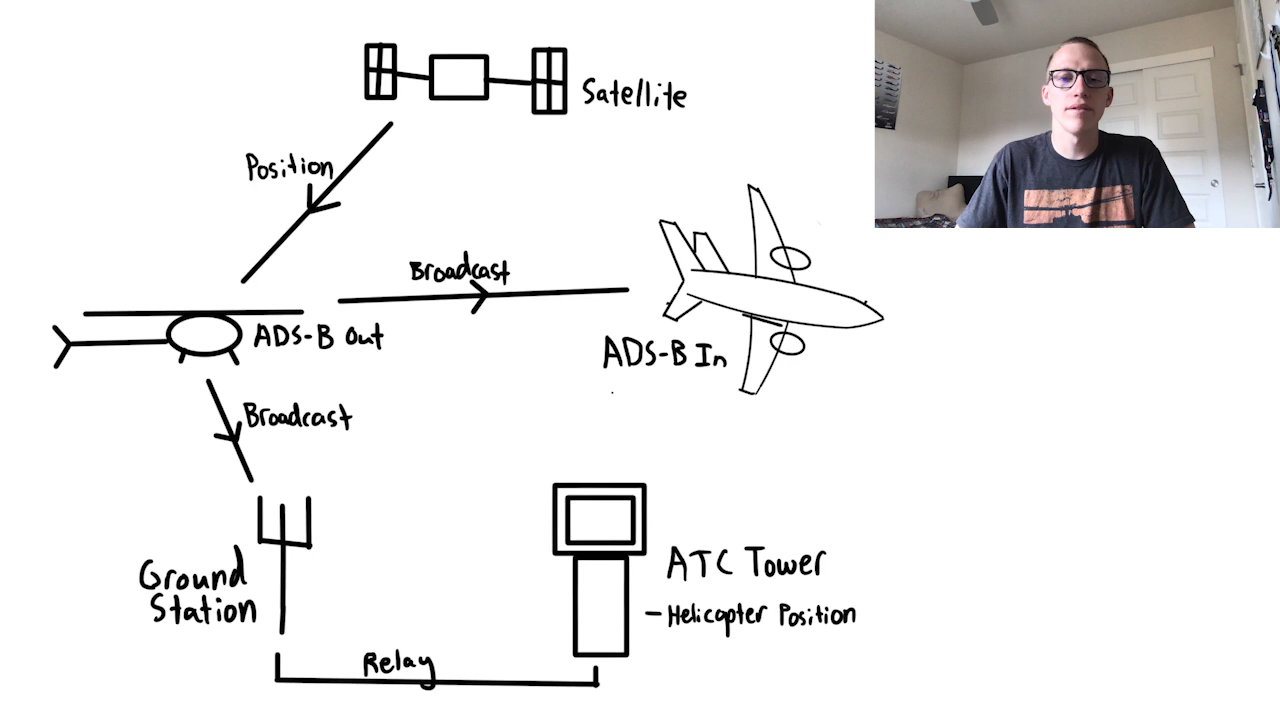 Satellite
Position
Broadcast
ADS-B Out
ADS-B In
Broadcast
Ground
Station
ATC Tower
- Helicopter Position
Relay